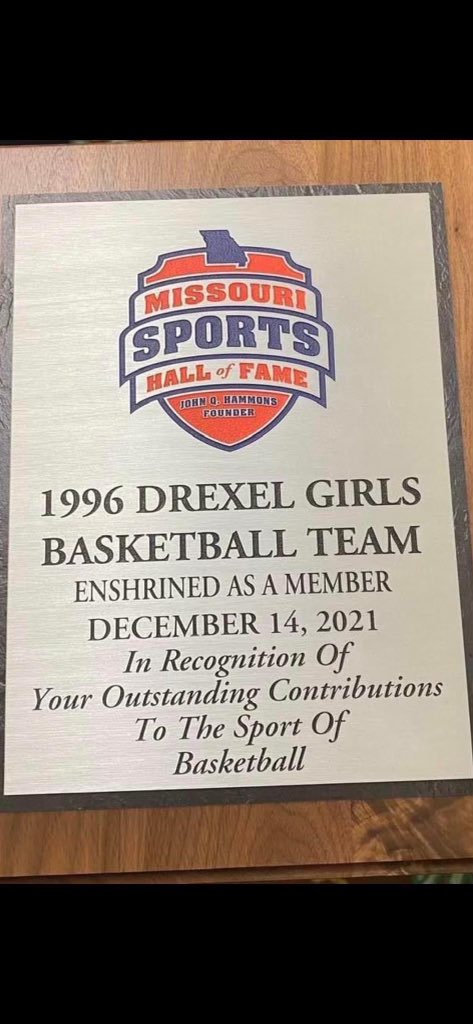 MISSOURI
SPORTS
HALL of FAME
JOHN Q. HAMMONS
FOUNDER
1996 DREXEL GIRLS
BASKETBALL TEAM
ENSHRINED AS A MEMBER
DECEMBER 14, 2021
In Recognition Of
Your Outstanding Contributions
To The Sport Of
Basketball